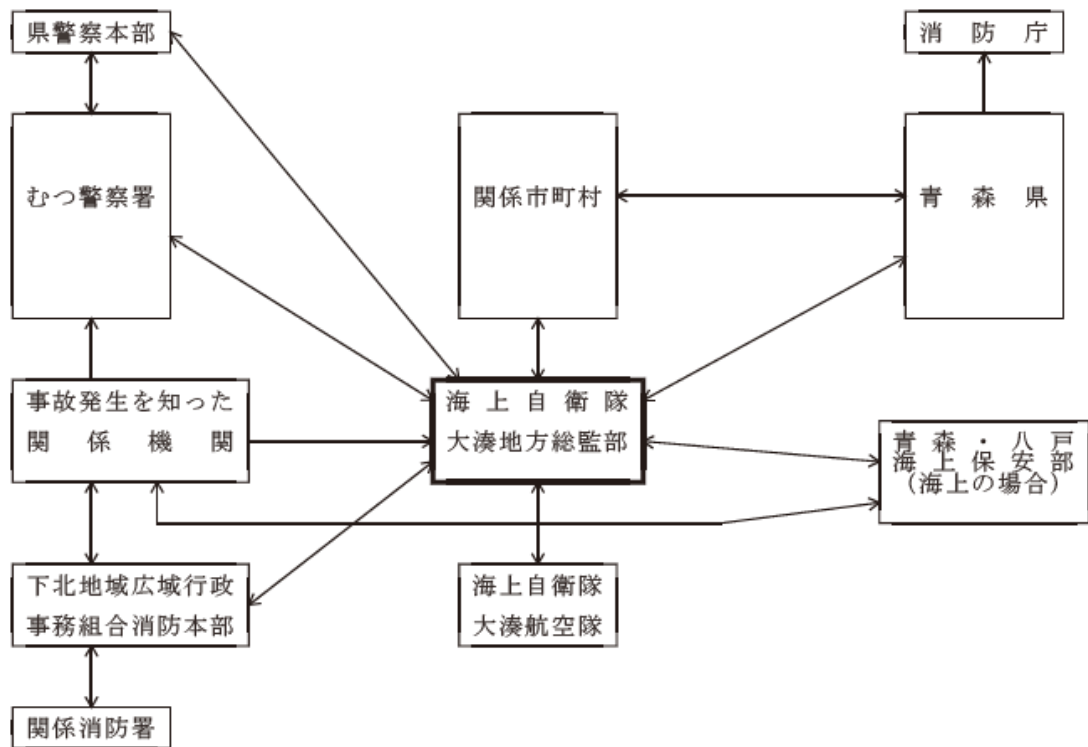 県警察本部
消防庁
むつ警察署
関係市町村
青森県
事故発生を知った
関係機関
海上自衛隊
大湊地方総監部
青森・八戸
海上保安部
（海上の場合）
下北地域広域行政
事務組合消防本部
海上自衛隊
大湊航空隊
関係消防署